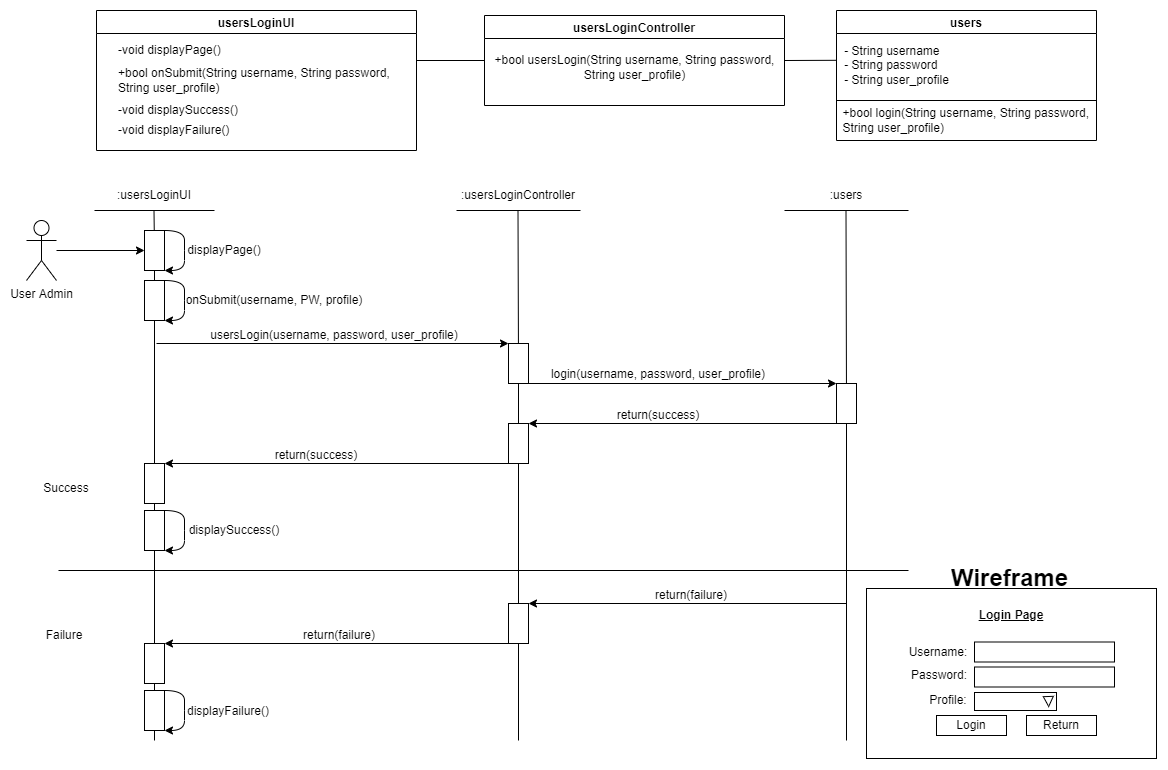 usersLoginUI
-void displayPage()
+bool onSubmit(String username, String password,
String user_profile)
-void displaySuccess()
-void displayFailure()
usersLoginController
+bool usersLogin(String username, String password,
String user_profile)
users
- String username
- String password
- String user_profile
+bool login(String username, String password,
String user_profile)
:usersLoginUI
:usersLoginController
:users
User Admin
displayPage()
onSubmit(username, PW, profile)
usersLogin(username, password, user_profile)
login(username, password, user_profile)
return(success)
return(success)
Success
displaySuccess()
return(failure)
Failure
return(failure)
displayFailure()
Wireframe
Login Page
Username:
Password:
Profile:
Login
Return